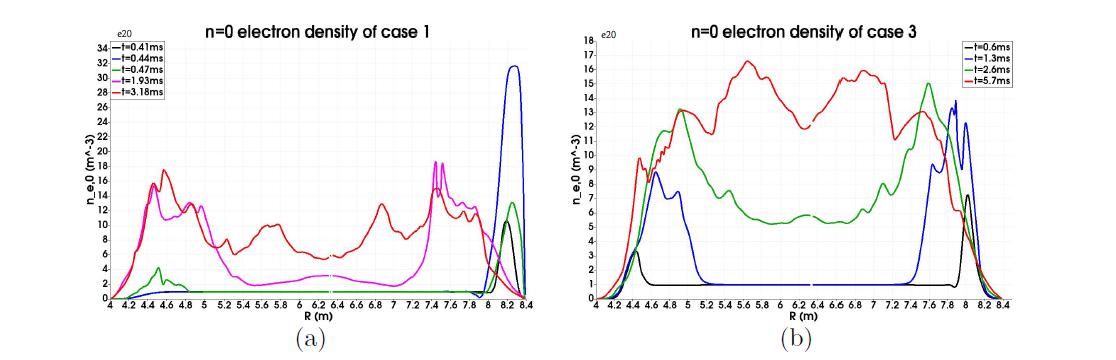 n=0 electron density of case 1
e20
34
32
30
28
26
24
22
20
18
16
14
12
10
8
6
4
2
0
n_e,0 (m^-3)
t=0.41ms
t=0.44ms
t=0.47ms
t=1.93ms
t=3.18ms
4 4.2 4.4 4.6 4.8 5 5.2 5.4 5.6 5.8 6 6.2 6.4 6.6 6.8 7 7.2 7.4 7.6 7.8 8 8.2 8.4
R (m)
(a)
n=0 electron density of case 3
e20
18
17
16
15
14
13
12
11
10
9
8
7
6
5
4
3
2
1
0
n_e,0 (m^-3)
t=0.6ms
t=1.3ms
t=2.6ms
t=5.7ms
4 4.2 4.4 4.6 4.8 5 5.2 5.4 5.6 5.8 6 6.2 6.4 6.6 6.8 7 7.2 7.4 7.6 7.8 8 8.2 8.4
R (m)
(b)